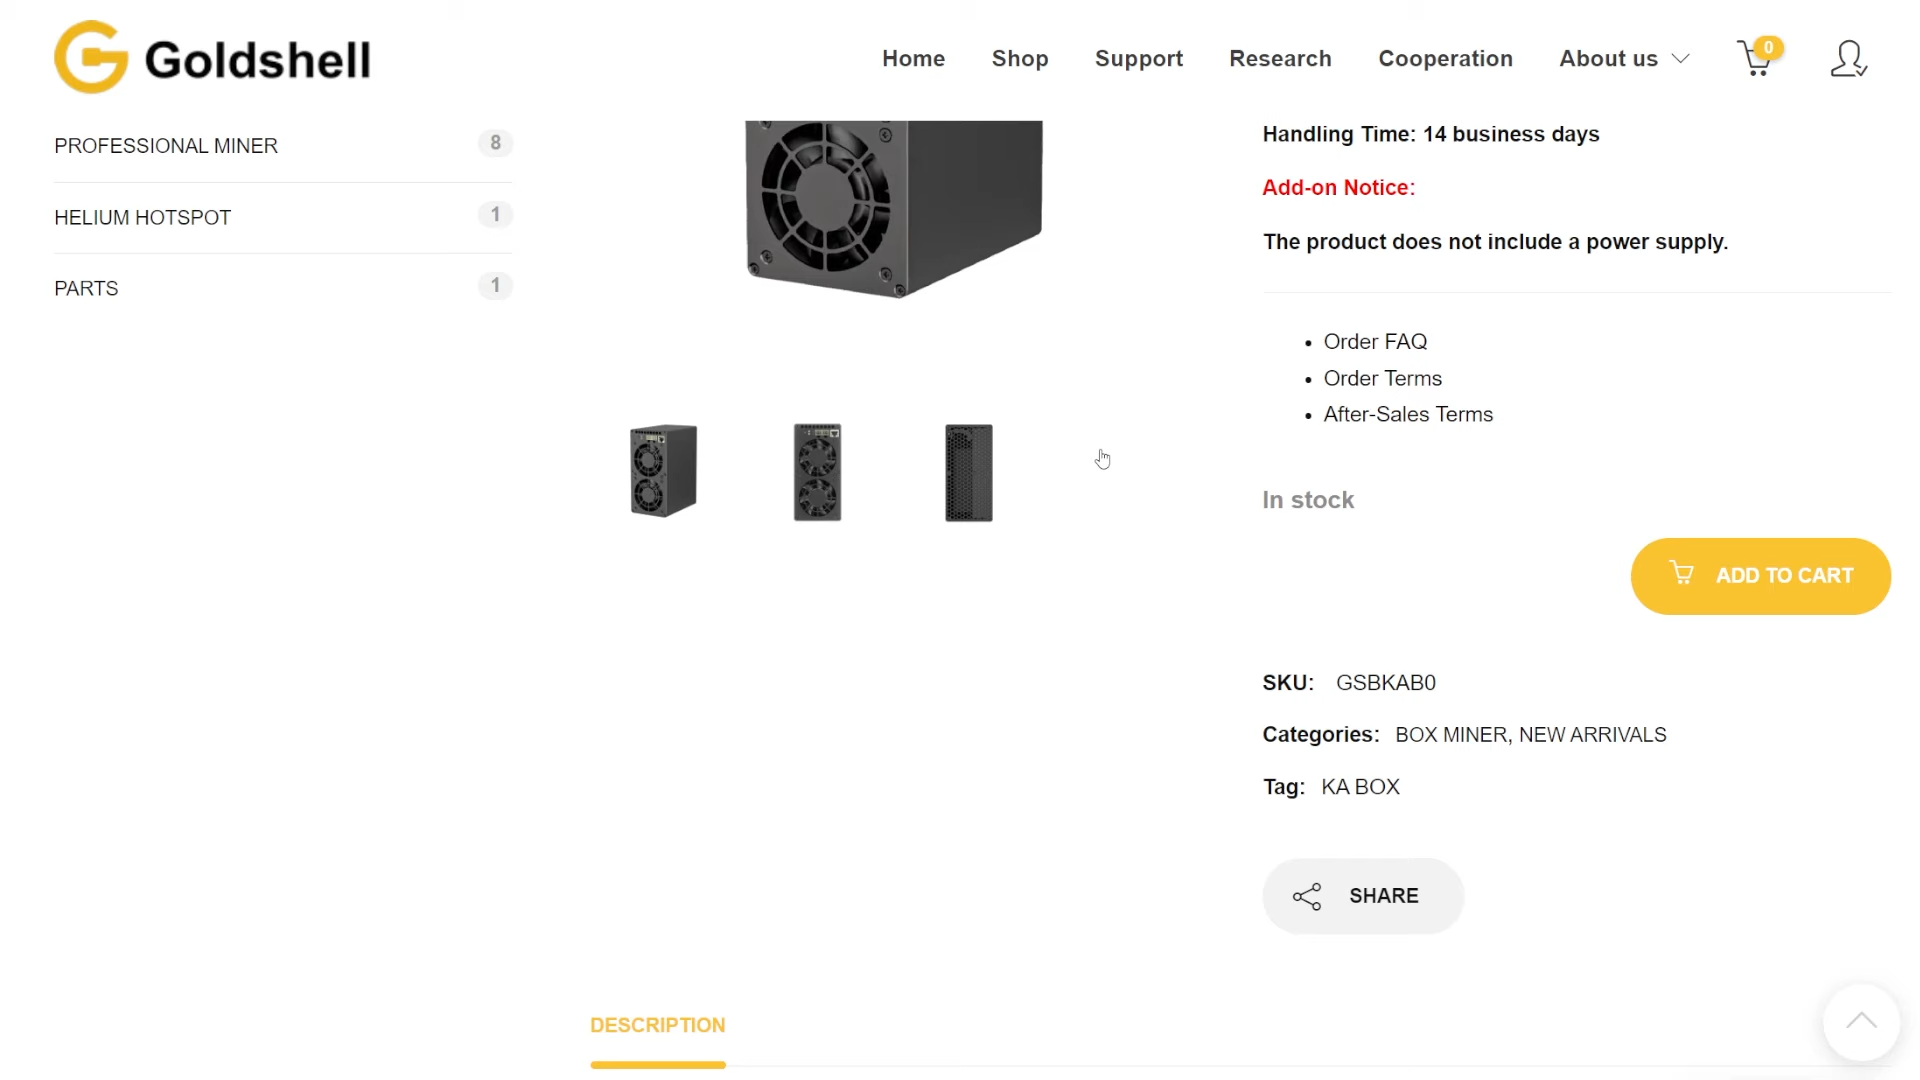 Goldshell
Home Shop Support Research Cooperation About us 0
PROFESSIONAL MINER 8
HELIUM HOTSPOT 1
PARTS 1
Handling Time: 14 business days
Add-on Notice:
The product does not include a power supply.
Order FAQ
Order Terms
After-Sales Terms
In stock
ADD TO CART
SKU: GSBKAB0
Categories: BOX MINER, NEW ARRIVALS
Tag: KA BOX
SHARE
DESCRIPTION